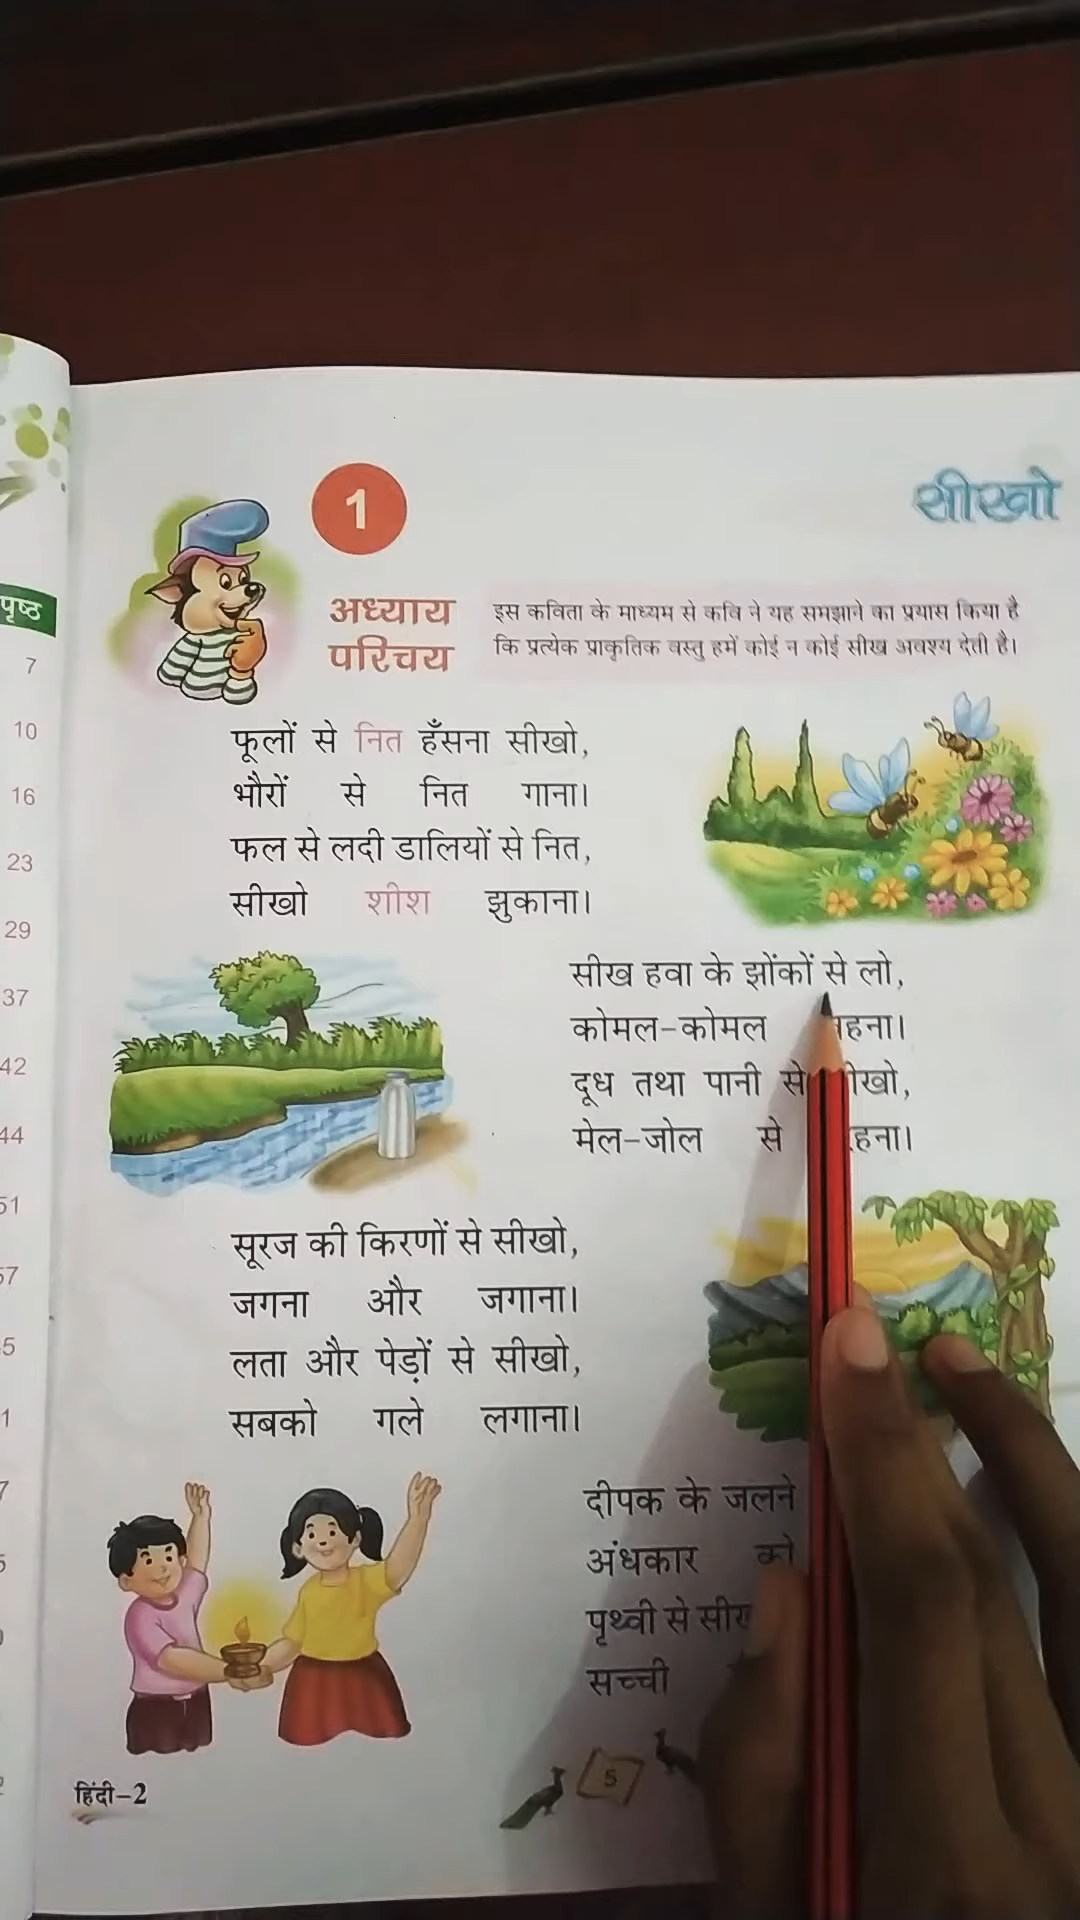 पृष्ठ
7
10
16
23
29
37
42
44
51
57
1
सीखो
अध्याय
परिचय
इस कविता के माध्यम से कवि ने यह समझाने का प्रयास किया है
कि प्रत्येक प्राकृतिक वस्तु हमें कोई न कोई सीख अवश्य देती है।
फूलों से नित हँसना सीखो,
भौरों से नित गाना।
फल से लदी डालियों से नित,
सीखो शीश झुकाना।
सीख हवा के झोंकों से लो,
कोमल-कोमल
दूध तथा पानी से
मेल-जोल से
सूरज की किरणों से सीखो,
जगना और जगाना।
लता और पेड़ों से सीखो,
सबको गले लगाना।
दीपक के जलने
अंधकार को
पृथ्वी से
सच्ची
5
हिंदी-2